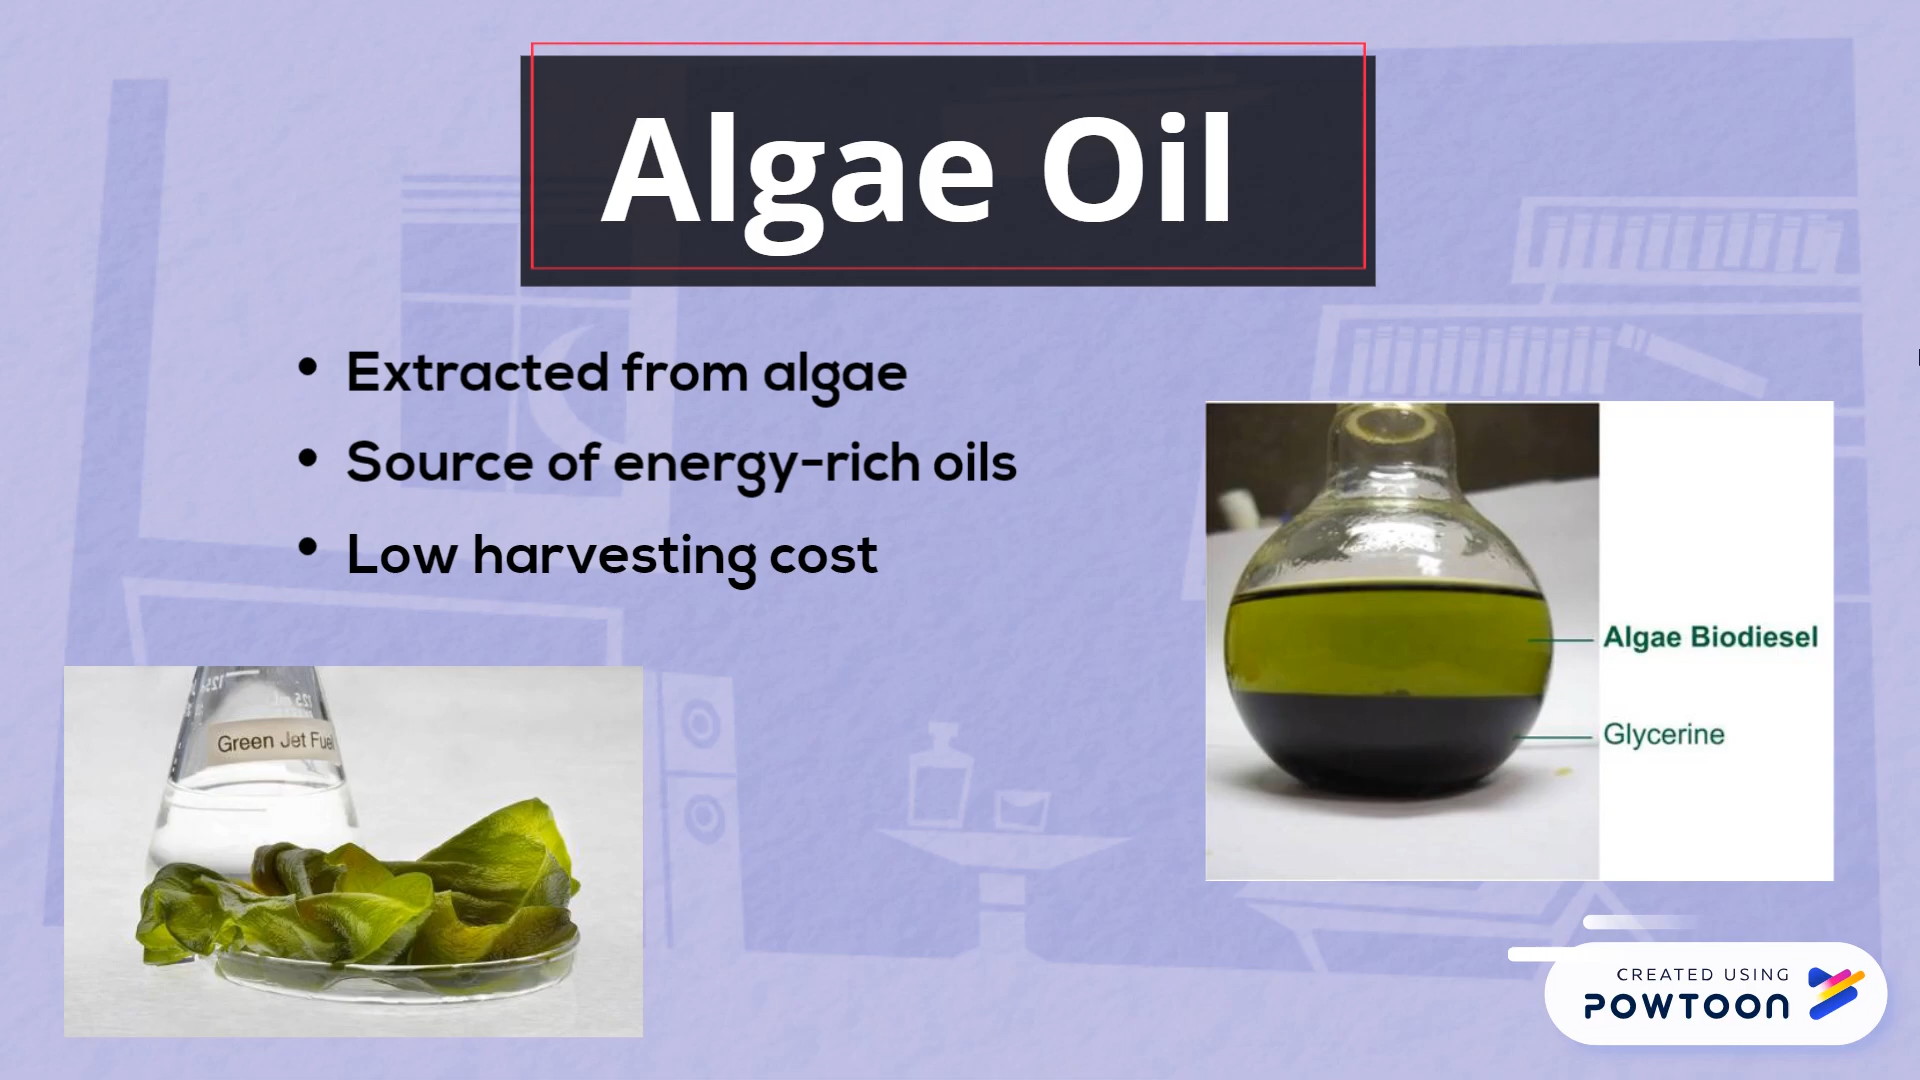 Algae Oil
• Extracted from algae
• Source of energy-rich oils
• Low harvesting cost
Green Jet Fuel
Algae Biodiesel
Glycerine
CREATED USING
POWTOON